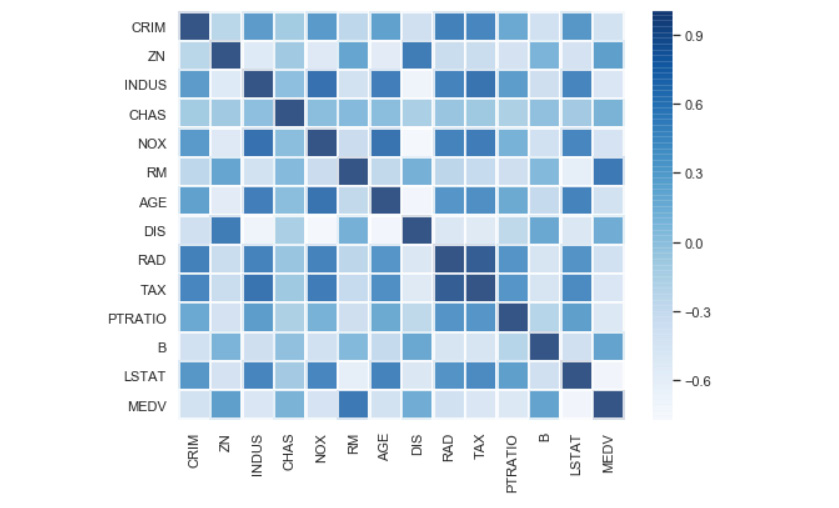 CRIM
ZN
INDUS
CHAS
NOX
RM
AGE
DIS
RAD
TAX
PTRATIO
B
LSTAT
MEDV
CRIM
ZN
INDUS
CHAS
NOX
RM
AGE
DIS
RAD
TAX
PTRATIO
B
LSTAT
MEDV
0.9
0.6
0.3
0.0
−0.3
−0.6